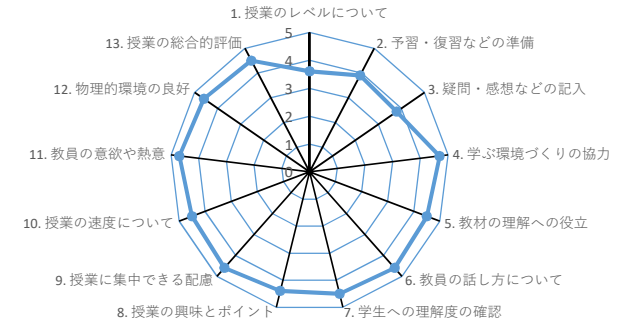 1. 授業のレベルについて
2. 予習・復習などの準備
3. 疑問・感想などの記入
4. 学ぶ環境づくりの協力
5. 教材の理解への役立
6. 教員の話し方について
7. 学生への理解度の確認
8. 授業の興味とポイント
9. 授業に集中できる配慮
10. 授業の速度について
11. 教員の意欲や熱意
12. 物理的環境の良好
13. 授業の総合的評価
5
4
3
2
1
0